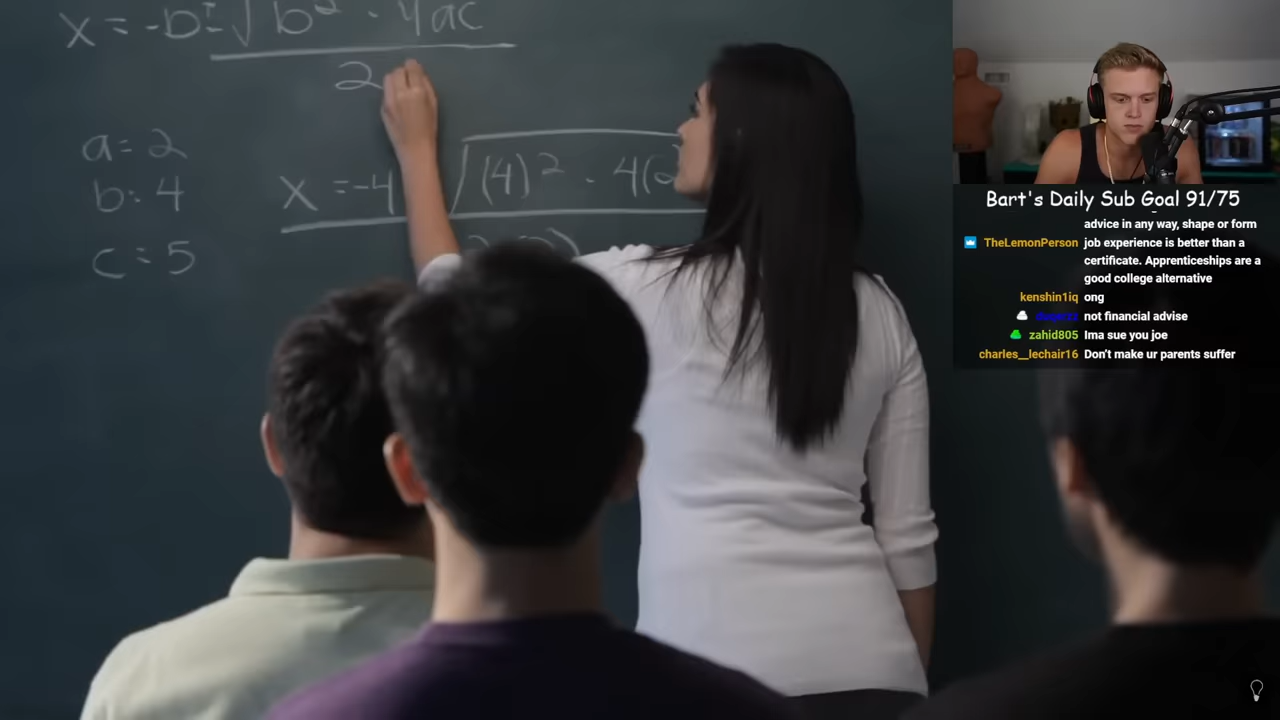 x = -b± √ b² - 4ac
2
a= 2
b: 4
c = 5
x = -4 √ (4)² - 4(2
Bart's Daily Sub Goal 91/75
advice in any way, shape or form
TheLemonPerson job experience is better than a
certificate. Apprenticeships are a
good college alternative
kenshin1iq ong
not financial advise
zahid805 Ima sue you joe
charles__lechair16 Don't make ur parents suffer